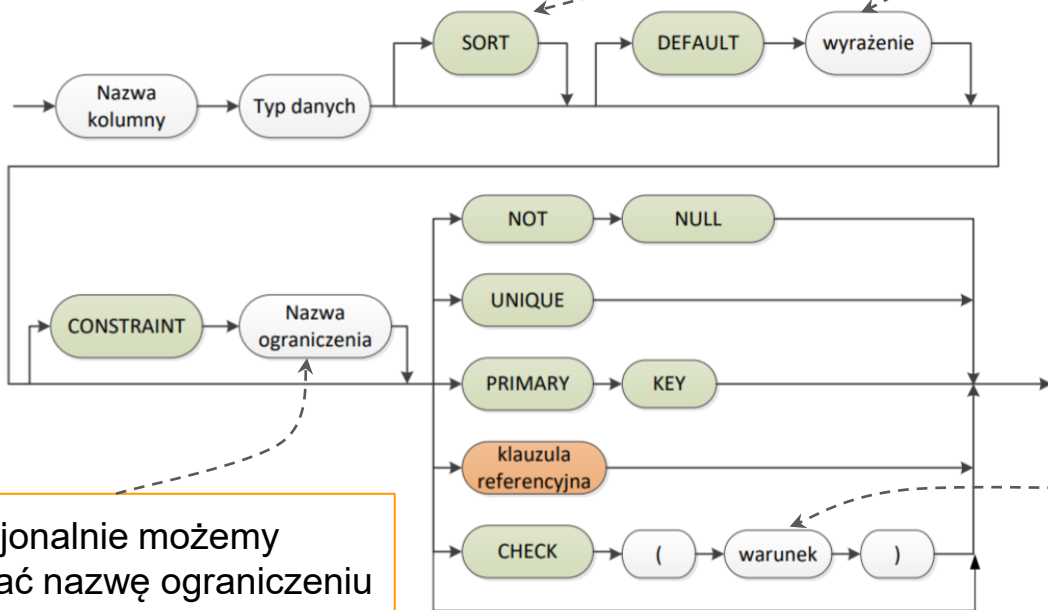 SORT
DEFAULT
wyrażenie
Nazwa
kolumny
Typ danych
NOT
NULL
UNIQUE
CONSTRAINT
Nazwa
ograniczenia
PRIMARY
KEY
klauzula
referencyjna
CHECK
(
warunek
)
jonalnie możemy
ać nazwę ograniczeniu